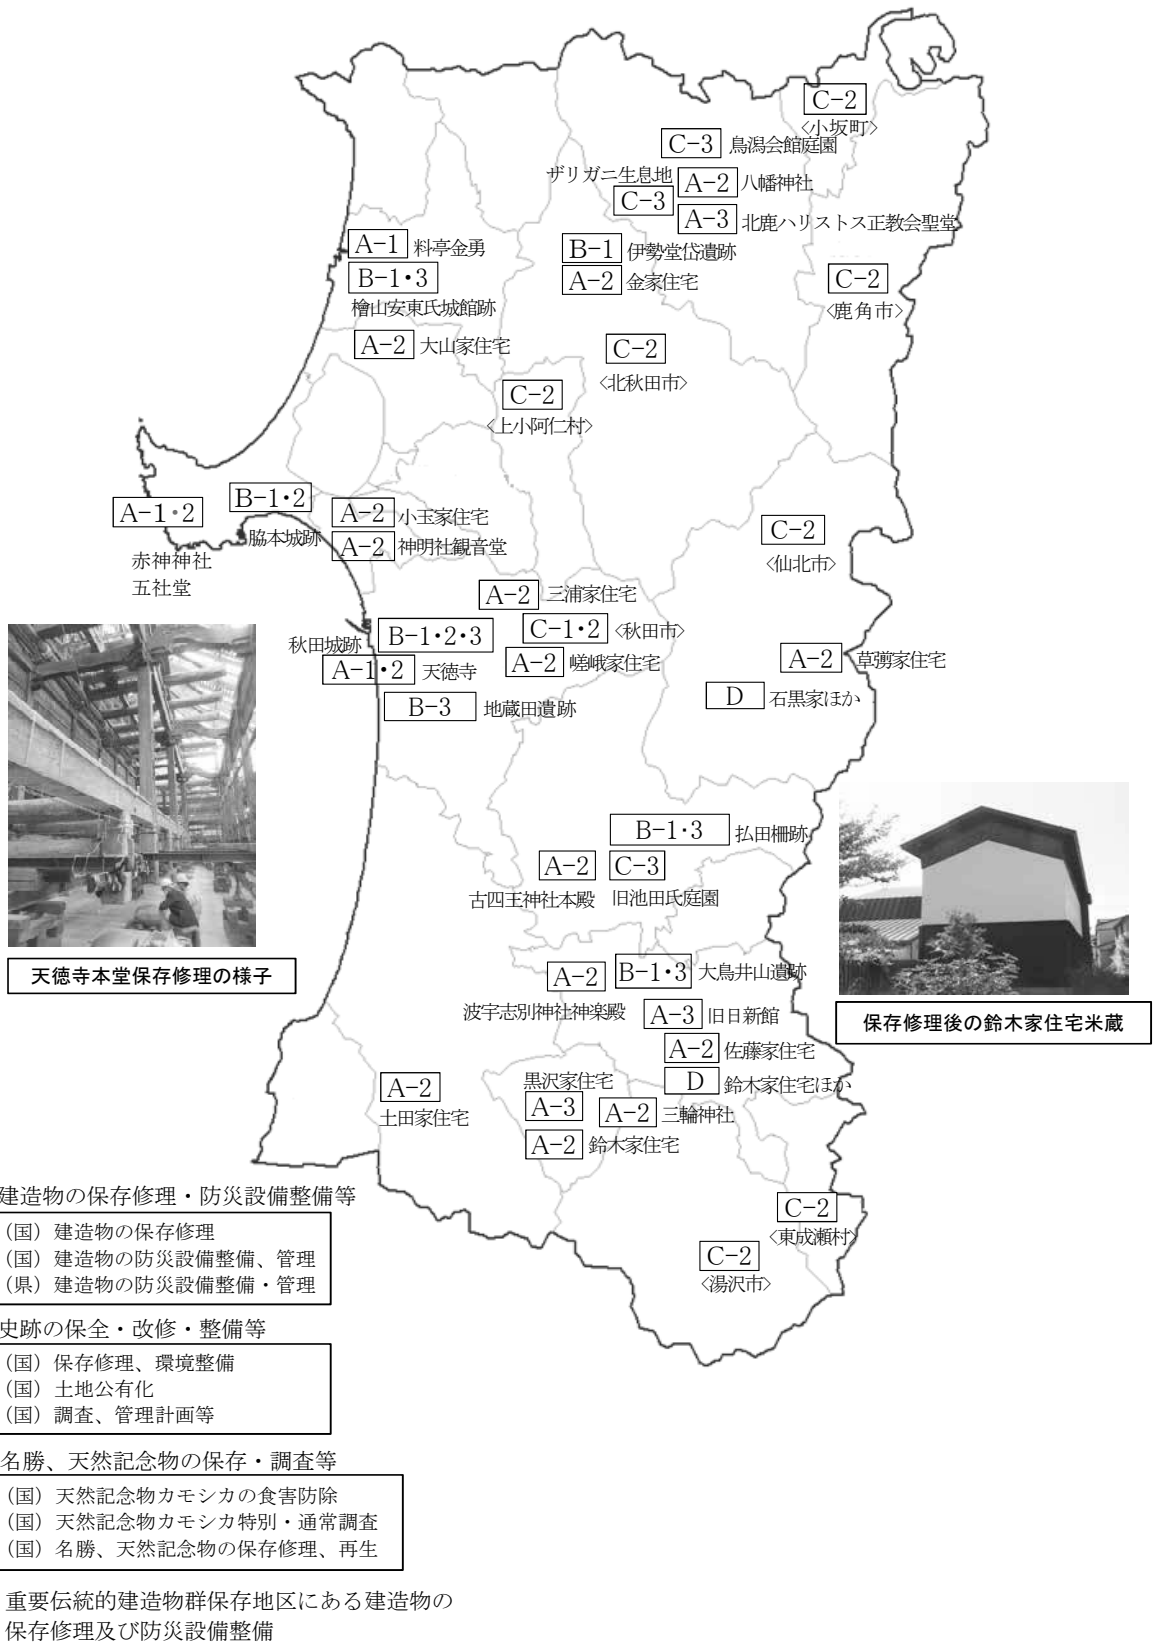 C-2
〈小坂町〉
C-3 鳥潟会館庭園
ザリガニ生息地
C-3
A-2 八幡神社
A-3 北鹿ハリストス正教会聖堂
A-1 料亭金勇
B-1・3
檜山安東氏城館跡
B-1 伊勢堂岱遺跡
A-2 金家住宅
C-2
〈鹿角市〉
A-2 大山家住宅
C-2
〈北秋田市〉
C-2
〈上小阿仁村〉
A-1・2
赤神神社
五社堂
B-1・2
脇本城跡
A-2 小玉家住宅
A-2 神明社観音堂
C-2
〈仙北市〉
A-2 三浦家住宅
秋田城跡 B-1・2・3
C-1・2 〈秋田市〉
A-1・2 天徳寺
A-2 嵯峨家住宅
A-2 草彅家住宅
B-3 地蔵田遺跡
D 石黒家ほか
B-1・3 払田柵跡
A-2
古四王神社本殿
C-3
旧池田氏庭園
天徳寺本堂保存修理の様子
A-2
波宇志別神社神楽殿
B-1・3 大鳥井山遺跡
A-3 旧日新館
保存修理後の鈴木家住宅米蔵
A-2 佐藤家住宅
D 鈴木家住宅ほか
A-2
土田家住宅
黒沢家住宅
A-3
A-2 三輪神社
A-2 鈴木家住宅
C-2
〈東成瀬村〉
C-2
〈湯沢市〉
建造物の保存修理・防災設備整備等
（国）建造物の保存修理
（国）建造物の防災設備整備、管理
（県）建造物の防災設備整備・管理
史跡の保全・改修・整備等
（国）保存修理、環境整備
（国）土地公有化
（国）調査、管理計画等
名勝、天然記念物の保存・調査等
（国）天然記念物カモシカの食害防除
（国）天然記念物カモシカ特別・通常調査
（国）名勝、天然記念物の保存修理、再生
重要伝統的建造物群保存地区にある建造物の
保存修理及び防災設備整備